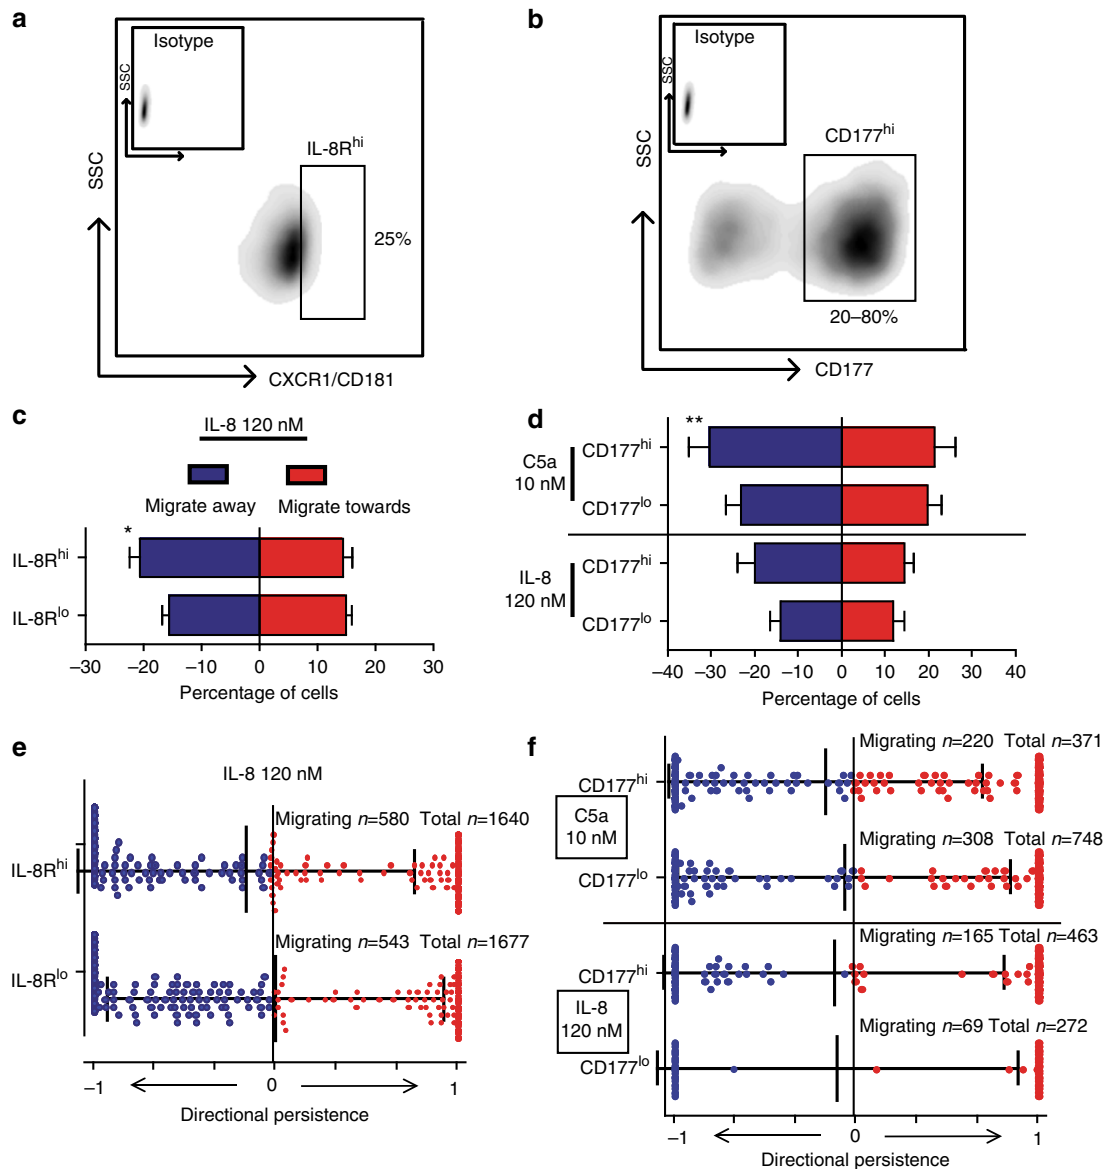 a
Isotype
SSC
SSC
IL-8Rhi
25%
CXCR1/CD181
b
Isotype
SSC
SSC
CD177hi
20–80%
CD177
c
IL-8 120 nM
Migrate away
Migrate towards
*
IL-8Rhi
IL-8Rlo
–30 –20 –10 0 10 20 30
Percentage of cells
d
**
C5a
10 nM
CD177hi
CD177lo
IL-8
120 nM
CD177hi
CD177lo
–40 –30 –20 –10 0 10 20 30 40
Percentage of cells
e
IL-8 120 nM
Migrating n=580 Total n=1640
IL-8Rhi
Migrating n=543 Total n=1677
IL-8Rlo
–1 0 1
Directional persistence
f
Migrating n=220 Total n=371
CD177hi
C5a
10 nM
Migrating n=308 Total n=748
CD177lo
Migrating n=165 Total n=463
CD177hi
IL-8
120 nM
Migrating n=69 Total n=272
CD177lo
–1 0 1
Directional persistence